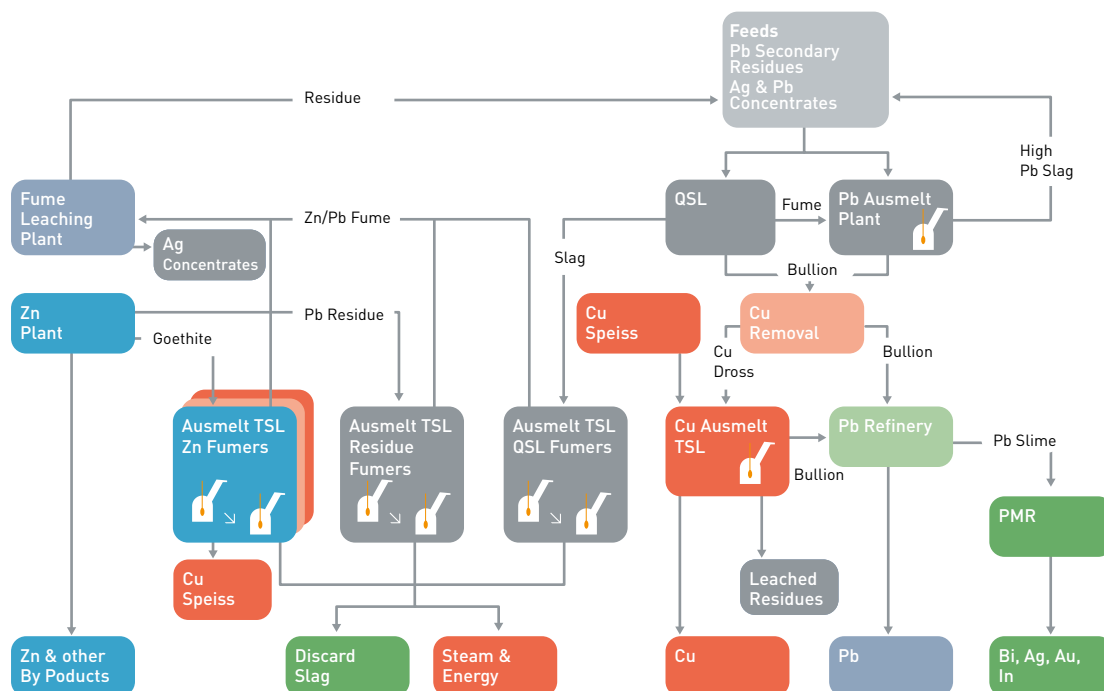 Feeds
Pb Secondary
Residues
Ag & Pb
Concentrates
Residue
High
Pb Slag
Fume
Leaching
Plant
Zn/Pb Fume
QSL
Fume
Pb Ausmelt
Plant
Ag
Concentrates
Slag
Bullion
Zn
Plant
Pb Residue
Goethite
Cu
Speiss
Cu
Removal
Cu
Dross
Bullion
Ausmelt TSL
Zn Fumers
Ausmelt TSL
Residue
Fumers
Ausmelt TSL
QSL Fumers
Cu Ausmelt
TSL
Bullion
Pb Refinery
Pb Slime
PMR
Cu
Speiss
Leached
Residues
Zn & other
By Poducts
Discard
Slag
Steam &
Energy
Cu
Pb
Bi, Ag, Au,
In